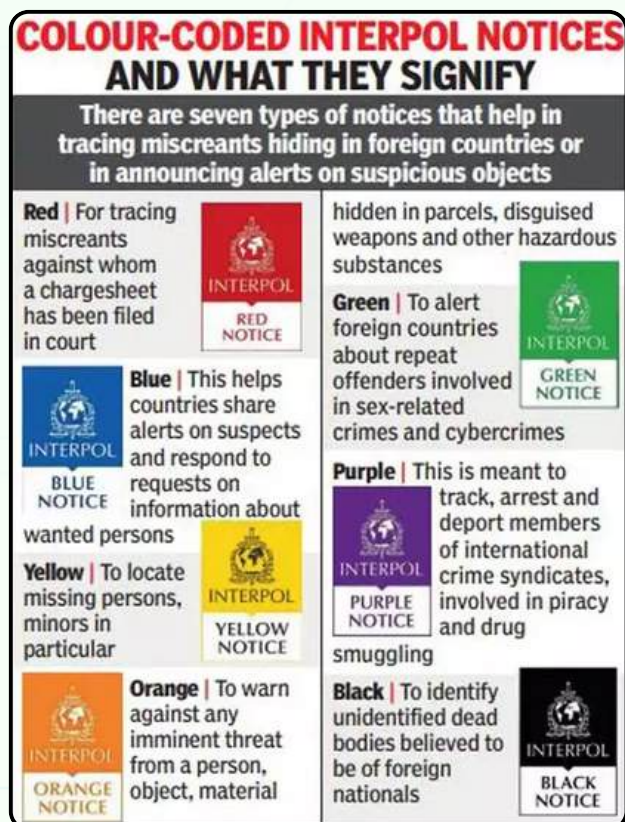 COLOUR-CODED INTERPOL NOTICES
AND WHAT THEY SIGNIFY
There are seven types of notices that help in
tracing miscreants hiding in foreign countries or
in announcing alerts on suspicious objects
Red | For tracing
miscreants
against whom
a chargesheet
has been filed
in court
INTERPOL
RED
NOTICE
INTERPOL
BLUE
NOTICE
Blue | This helps
countries share
alerts on suspects
and respond to
requests on
information about
wanted persons
Yellow | To locate
missing persons,
minors in
particular
INTERPOL
YELLOW
NOTICE
INTERPOL
ORANGE
NOTICE
Orange | To warn
against any
imminent threat
from a person,
object, material
hidden in parcels, disguised
weapons and other hazardous
substances
Green | To alert
foreign countries
about repeat
offenders involved
in sex-related
crimes and cybercrimes
INTERPOL
GREEN
NOTICE
Purple | This is meant to
track, arrest and
deport members
of international
crime syndicates,
involved in piracy
and drug
smuggling
INTERPOL
PURPLE
NOTICE
Black | To identify
unidentified dead
bodies believed to
be of foreign
nationals
INTERPOL
BLACK
NOTICE